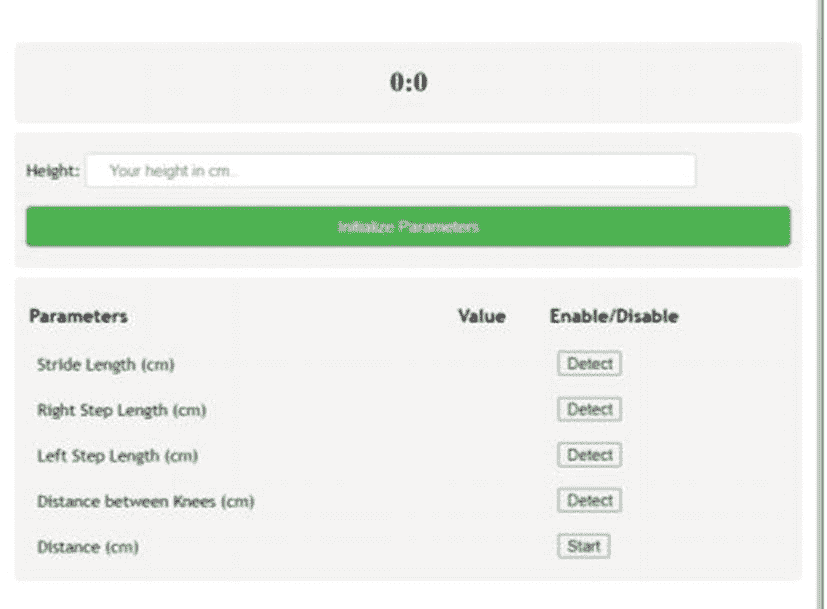 0:0
Height: Your height in cm..
Initialize Parameters
Parameters Value Enable/Disable
Stride Length (cm) Detect
Right Step Length (cm) Detect
Left Step Length (cm) Detect
Distance between Knees (cm) Detect
Distance (cm) Start